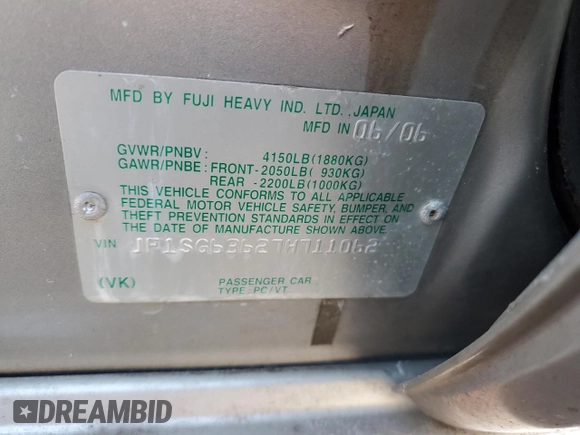 MFD BY FUJI HEAVY IND. LTD.,JAPAN
MFD IN 06/06
GVWR/PNBV: 4150LB(1880KG)
GAWR/PNBE: FRONT-2050LB( 930KG)
REAR -2200LB(1000KG)
THIS VEHICLE CONFORMS TO ALL APPLICABLE
FEDERAL MOTOR VEHICLE SAFETY, BUMPER, AND
THEFT PREVENTION STANDARDS IN EFFECT ON
THE DATE OF MANUFACTURE SHOWN ABOVE.
VIN JF1SG63627H711062
(VK) PASSENGER CAR
TYPE:PC/VT.
DREAMBID